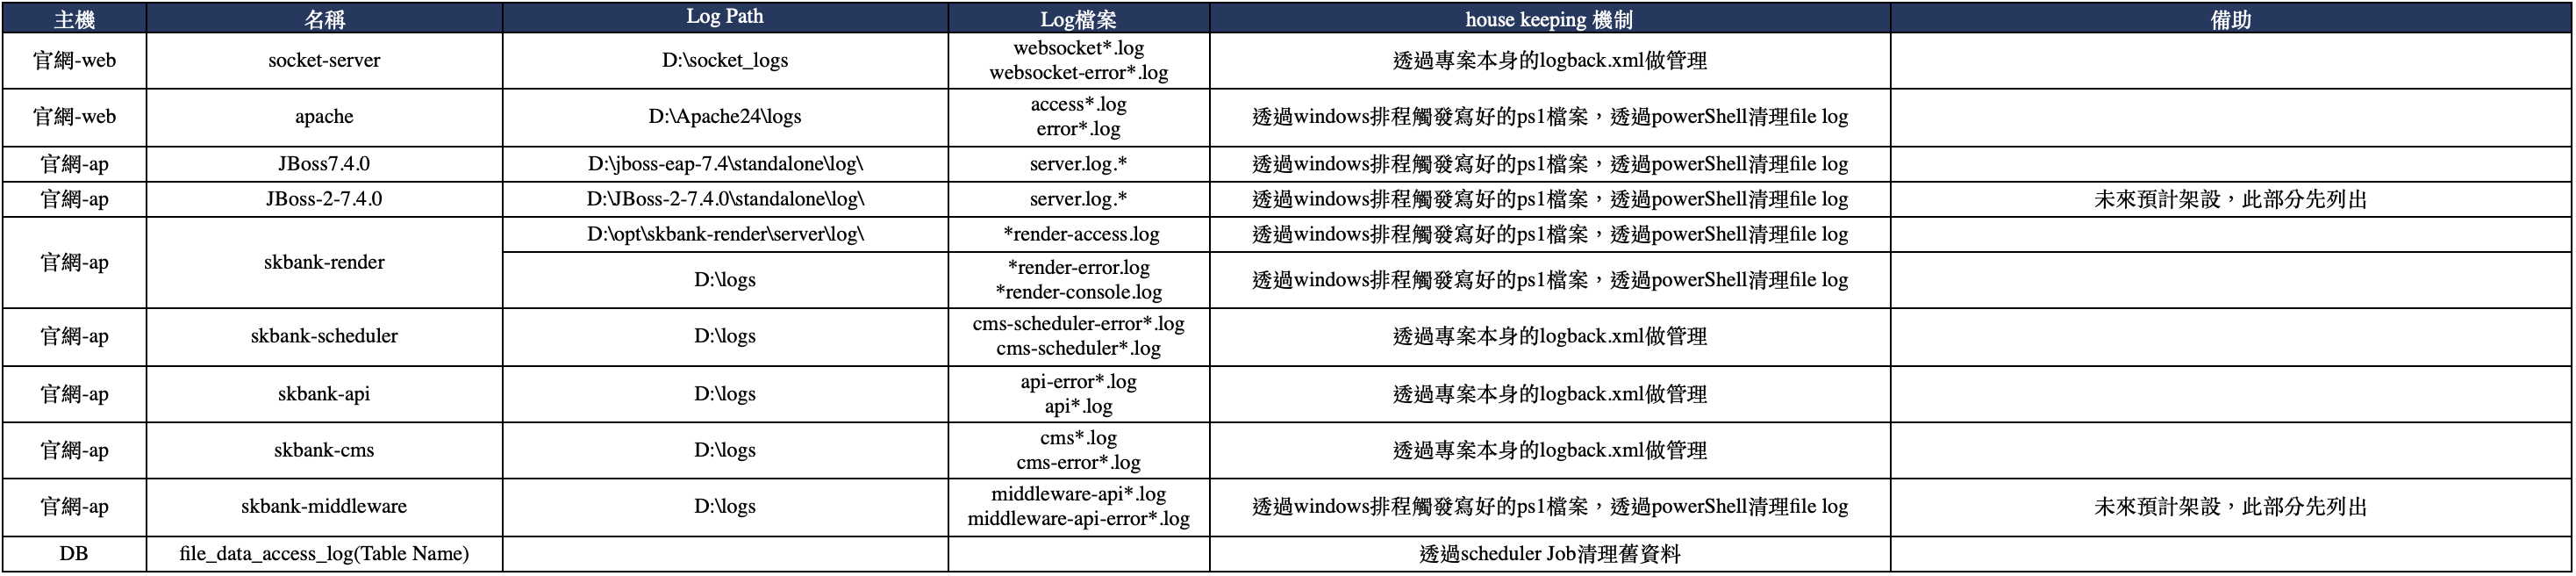 主機 名稱 Log Path Log檔案 house keeping 機制 備助
官網-web socket-server D:\socket_logs websocket*.log 透過專案本身的logback.xml做管理
websocket-error*.log
官網-web apache D:\Apache24\logs access*.log 透過windows排程觸發寫好的ps1檔案，透過powerShell清理file log
error*.log
官網-ap JBoss7.4.0 D:\jboss-eap-7.4\standalone\log\ server.log.* 透過windows排程觸發寫好的ps1檔案，透過powerShell清理file log
官網-ap JBoss-2-7.4.0 D:\JBoss-2-7.4.0\standalone\log\ server.log.* 透過windows排程觸發寫好的ps1檔案，透過powerShell清理file log 未來預計架設，此部分先列出
官網-ap skbank-render D:\opt\skbank-render\server\log\ *render-access.log 透過windows排程觸發寫好的ps1檔案，透過powerShell清理file log
D:\logs *render-error.log 透過windows排程觸發寫好的ps1檔案，透過powerShell清理file log
*render-console.log
官網-ap skbank-scheduler D:\logs cms-scheduler-error*.log 透過專案本身的logback.xml做管理
cms-scheduler*.log
官網-ap skbank-api D:\logs api-error*.log 透過專案本身的logback.xml做管理
api*.log
官網-ap skbank-cms D:\logs cms*.log 透過專案本身的logback.xml做管理
cms-error*.log
官網-ap skbank-middleware D:\logs middleware-api*.log 透過windows排程觸發寫好的ps1檔案，透過powerShell清理file log 未來預計架設，此部分先列出
middleware-api-error*.log
DB file_data_access_log(Table Name) 透過scheduler Job清理舊資料